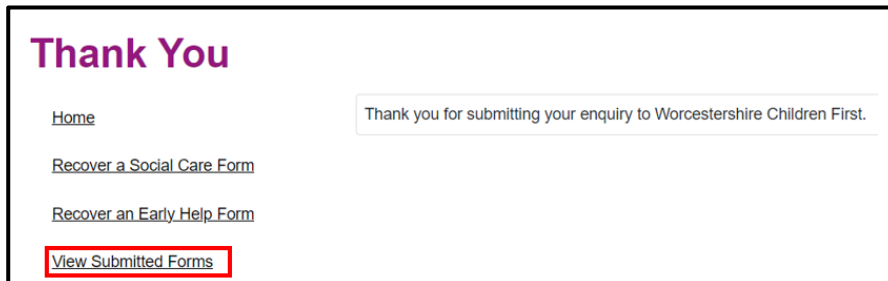 Thank You
Home
Thank you for submitting your enquiry to Worcestershire Children First.
Recover a Social Care Form
Recover an Early Help Form
View Submitted Forms